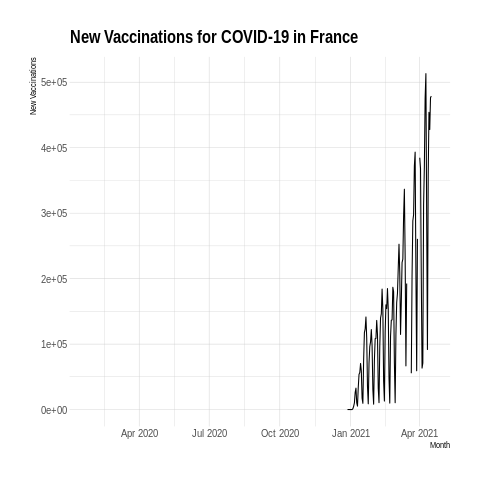 New Vaccinations for COVID-19 in France
New Vaccinations
5e+05
4e+05
3e+05
2e+05
1e+05
0e+00
Apr 2020 Jul 2020 Oct 2020 Jan 2021 Apr 2021
Month